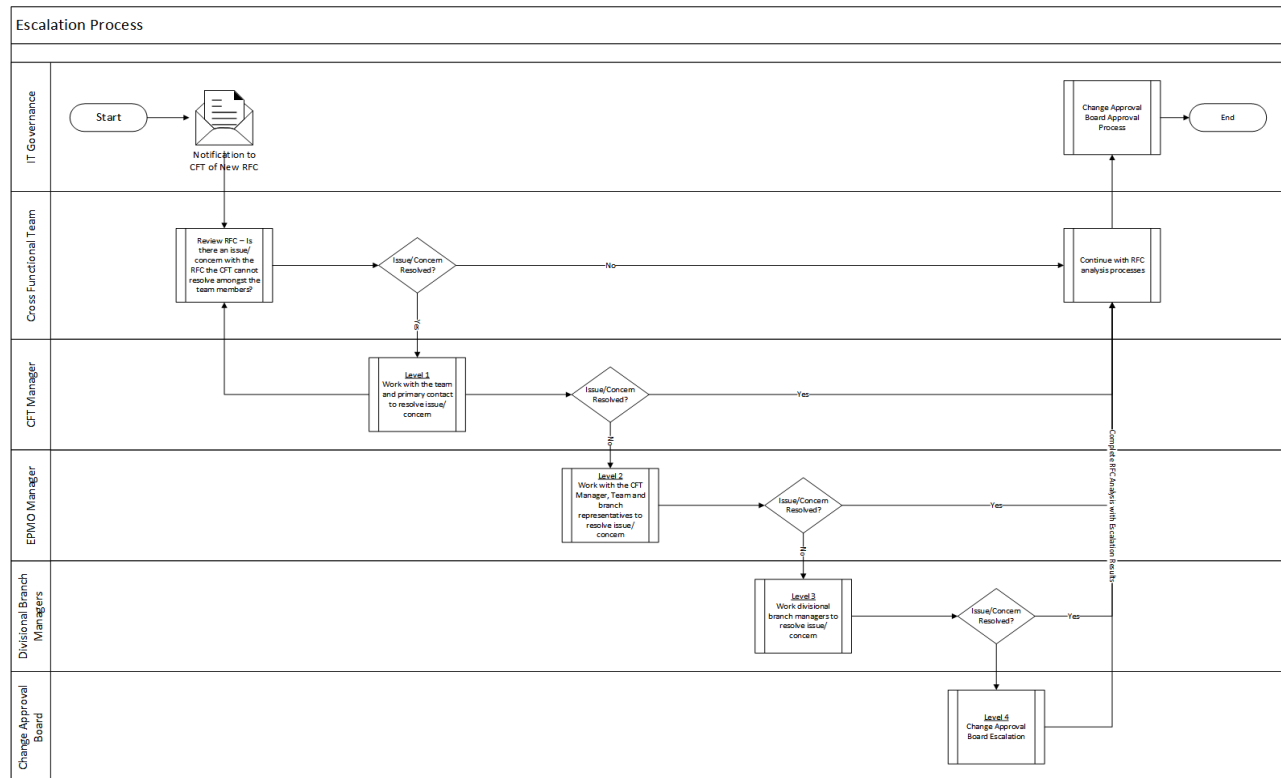 Escalation Process
IT Governance
Start
Notification to
CFT of New RFC
Change Approval
Board Approval
Process
End
Cross Functional Team
Review RFC – Is
there an issue/
concern with the
RFC the CFT cannot
resolve amongst the
team members?
Issue/Concern
Resolved?
No
Yes
Continue with RFC
analysis processes
CFT Manager
Level 1
Work with the team
and primary contact
to resolve issue/
concern
Issue/Concern
Resolved?
Yes
No
Complete RFC Analysis with Escalation Results
EPMO Manager
Level 2
Work with the CFT
Manager, Team and
branch
representatives to
resolve issue/
concern
Issue/Concern
Resolved?
Yes
No
Divisional Branch
Managers
Level 3
Work divisional
branch managers to
resolve issue/
concern
Issue/Concern
Resolved?
Yes
Change Approval
Board
Level 4
Change Approval
Board Escalation